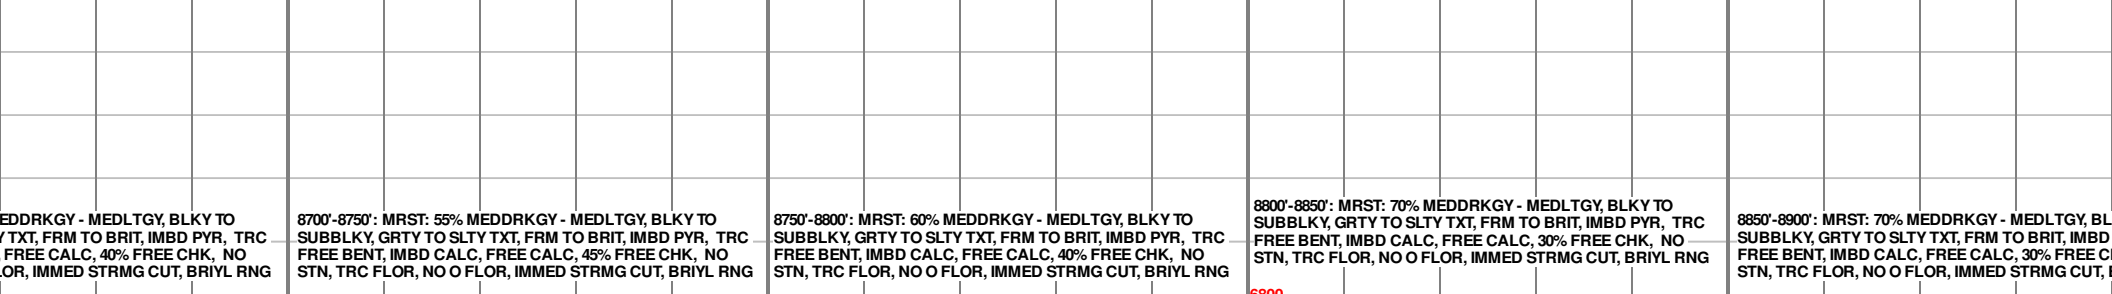 EDDRKGY - MEDLTGY, BLKY TO
Y TXT, FRM TO BRIT, IMBD PYR, TRC
, FREE CALC, 40% FREE CHK, NO
LOR, IMMED STRMG CUT, BRIYL RNG
8700'-8750': MRST: 55% MEDDRKGY - MEDLTGY, BLKY TO
SUBBLKY, GRTY TO SLTY TXT, FRM TO BRIT, IMBD PYR, TRC
FREE BENT, IMBD CALC, FREE CALC, 45% FREE CHK, NO
STN, TRC FLOR, NO O FLOR, IMMED STRMG CUT, BRIYL RNG
8750'-8800': MRST: 60% MEDDRKGY - MEDLTGY, BLKY TO
SUBBLKY, GRTY TO SLTY TXT, FRM TO BRIT, IMBD PYR, TRC
FREE BENT, IMBD CALC, FREE CALC, 40% FREE CHK, NO
STN, TRC FLOR, NO O FLOR, IMMED STRMG CUT, BRIYL RNG
8800'-8850': MRST: 70% MEDDRKGY - MEDLTGY, BLKY TO
SUBBLKY, GRTY TO SLTY TXT, FRM TO BRIT, IMBD PYR, TRC
FREE BENT, IMBD CALC, FREE CALC, 30% FREE CHK, NO
STN, TRC FLOR, NO O FLOR, IMMED STRMG CUT, BRIYL RNG
6800
8850'-8900': MRST: 70% MEDDRKGY - MEDLTGY, BL
SUBBLKY, GRTY TO SLTY TXT, FRM TO BRIT, IMBD
FREE BENT, IMBD CALC, FREE CALC, 30% FREE C
STN, TRC FLOR, NO O FLOR, IMMED STRMG CUT,